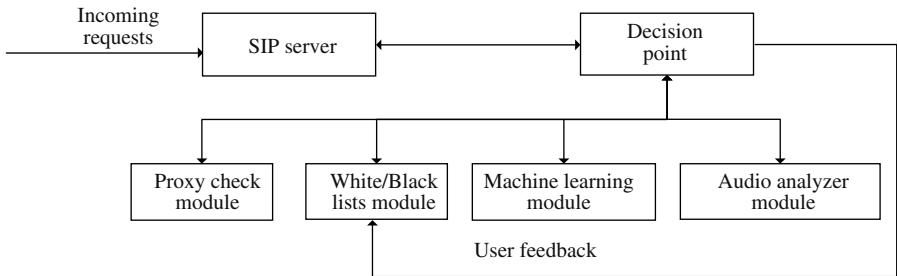 Incoming
requests
SIP server
Decision
point
Proxy check
module
White/Black
lists module
Machine learning
module
Audio analyzer
module
User feedback